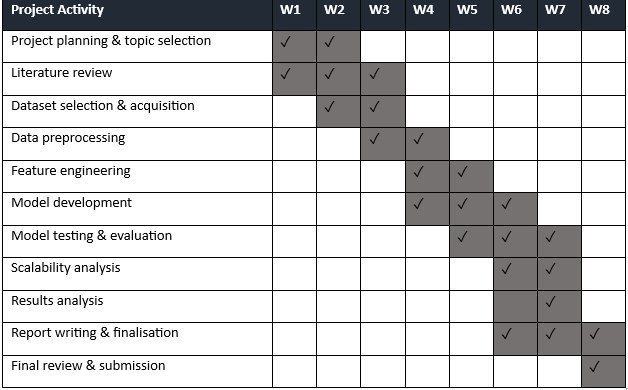 Project Activity W1 W2 W3 W4 W5 W6 W7 W8
Project planning & topic selection ✓ ✓
Literature review ✓ ✓ ✓
Dataset selection & acquisition ✓ ✓
Data preprocessing ✓ ✓
Feature engineering ✓ ✓
Model development ✓ ✓ ✓
Model testing & evaluation ✓ ✓ ✓
Scalability analysis ✓ ✓
Results analysis ✓
Report writing & finalisation ✓ ✓ ✓
Final review & submission ✓